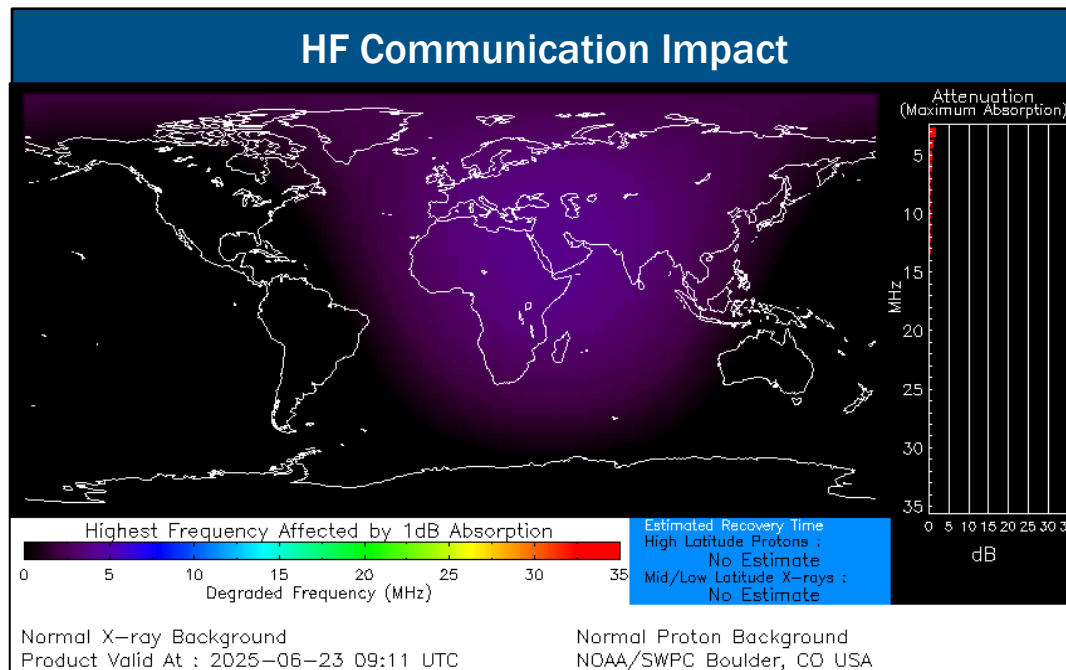 HF Communication Impact
Attenuation
(Maximum Absorption)
5
10
15
20
25
30
35
MHz
0 5 10 15 20 25 30 3
dB
Highest Frequency Affected by 1dB Absorption
0 5 10 15 20 25 30 35
Degraded Frequency (MHz)
Estimated Recovery Time
High Latitude Protons :
No Estimate
Mid/Low Latitude X-rays :
No Estimate
Normal X-ray Background
Product Valid At : 2025-06-23 09:11 UTC
Normal Proton Background
NOAA/SWPC Boulder, CO USA